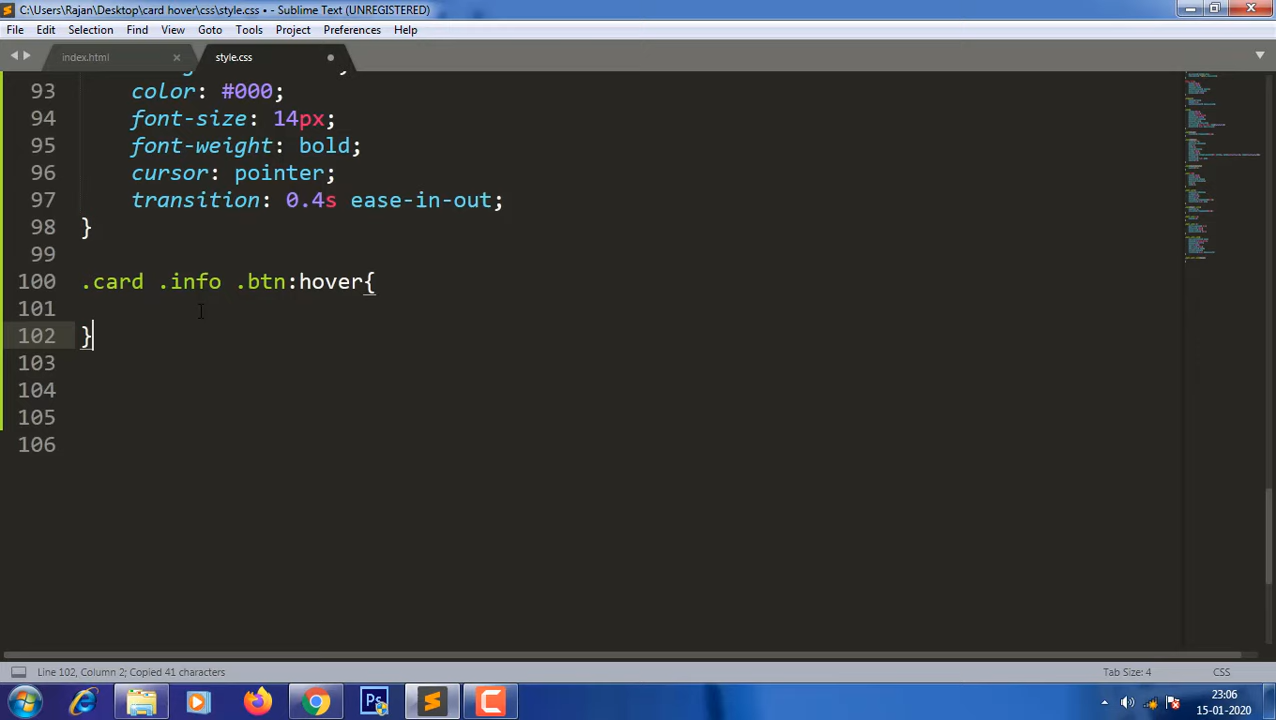 C:\Users\Rajan\Desktop\card hover\css\style.css • - Sublime Text (UNREGISTERED)
File Edit Selection Find View Goto Tools Project Preferences Help
index.html × style.css
93 color: #000;
94 font-size: 14px;
95 font-weight: bold;
96 cursor: pointer;
97 transition: 0.4s ease-in-out;
98 }
99
100 .card .info .btn:hover{
101
102 }
103
104
105
106
Line 102, Column 2; Copied 41 characters Tab Size: 4 CSS
Ps
23:06
15-01-2020